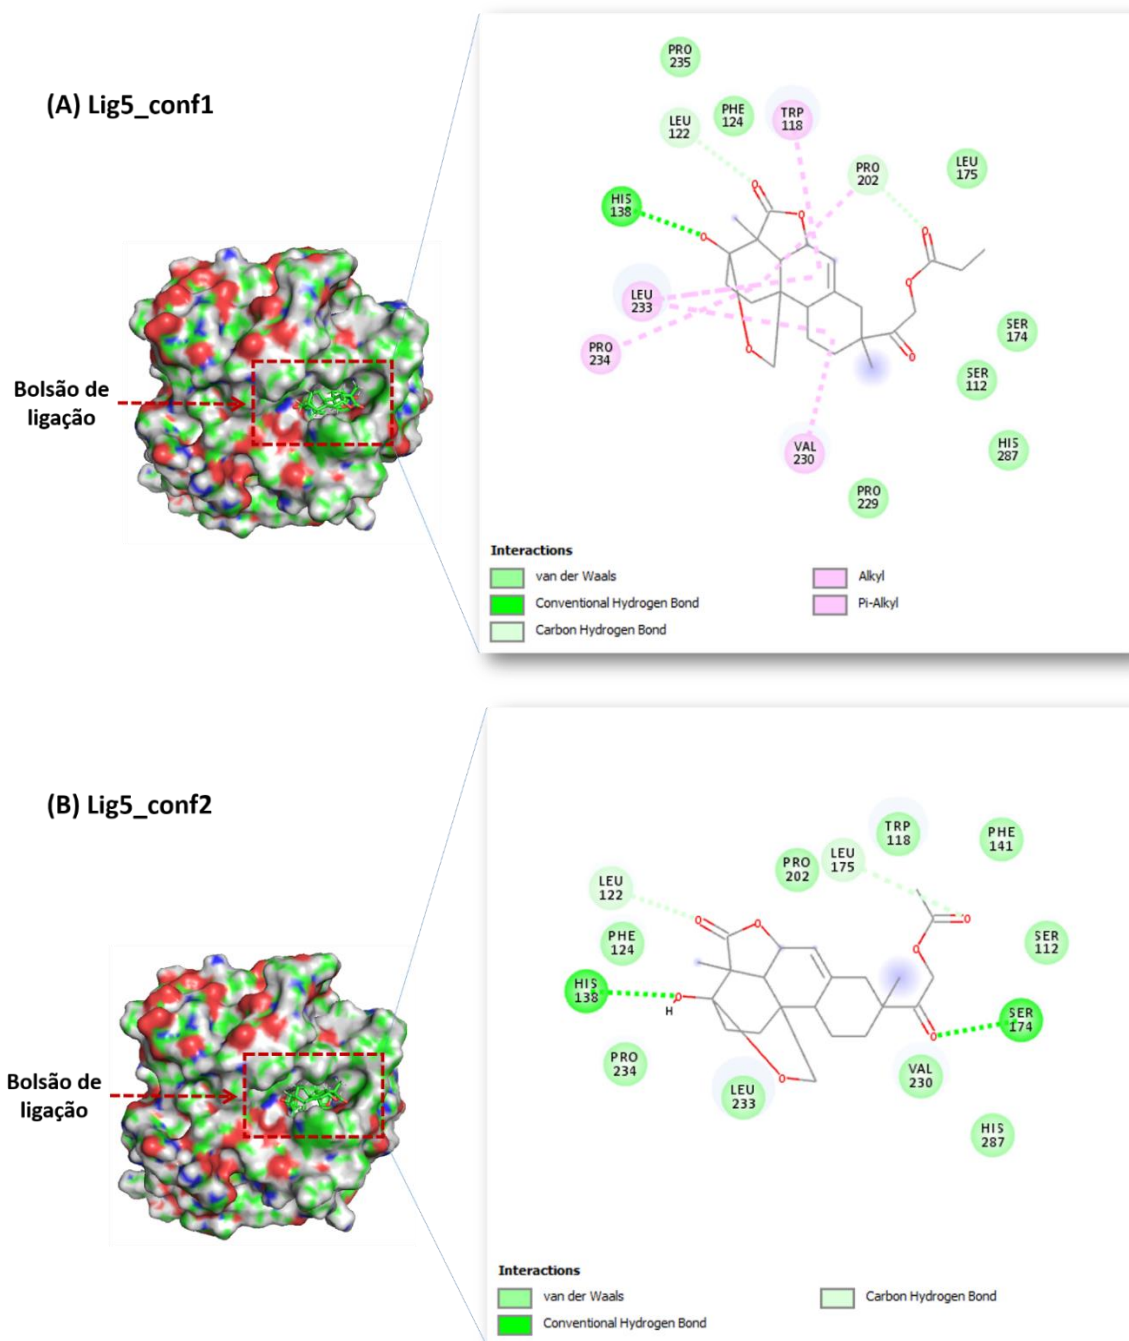 (A) Lig5_conf1
Bolsão de
ligação
PRO
235
LEU
122
PHE
124
TRP
118
PRO
202
LEU
175
HIS
138
LEU
233
PRO
234
SER
174
SER
112
HIS
287
VAL
230
PRO
229
O
O
O
O
O
O
O
Interactions
van der Waals
Conventional Hydrogen Bond
Carbon Hydrogen Bond
Alkyl
Pi-Alkyl
(B) Lig5_conf2
Bolsão de
ligação
TRP
118
PHE
141
LEU
175
PRO
202
LEU
122
PHE
124
SER
112
HIS
138
SER
174
PRO
234
LEU
233
VAL
230
HIS
287
O
O
O
O
O
H
O
O
Interactions
van der Waals
Conventional Hydrogen Bond
Carbon Hydrogen Bond